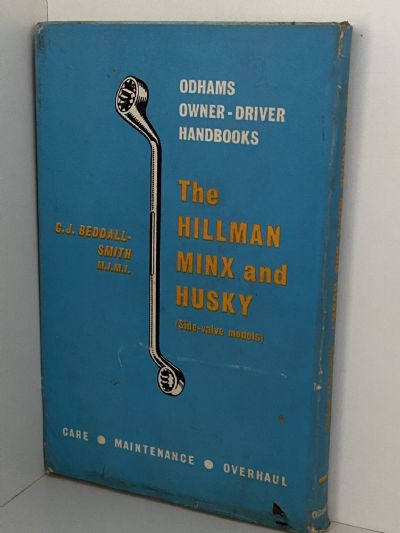 ODHAMS
OWNER-DRIVER
HANDBOOKS
The
HILLMAN
MINX and
HUSKY
(Side-valve models)
G. J. BEDDALL-
SMITH
M.I.M.I.
CARE ● MAINTENANCE ● OVERHAUL